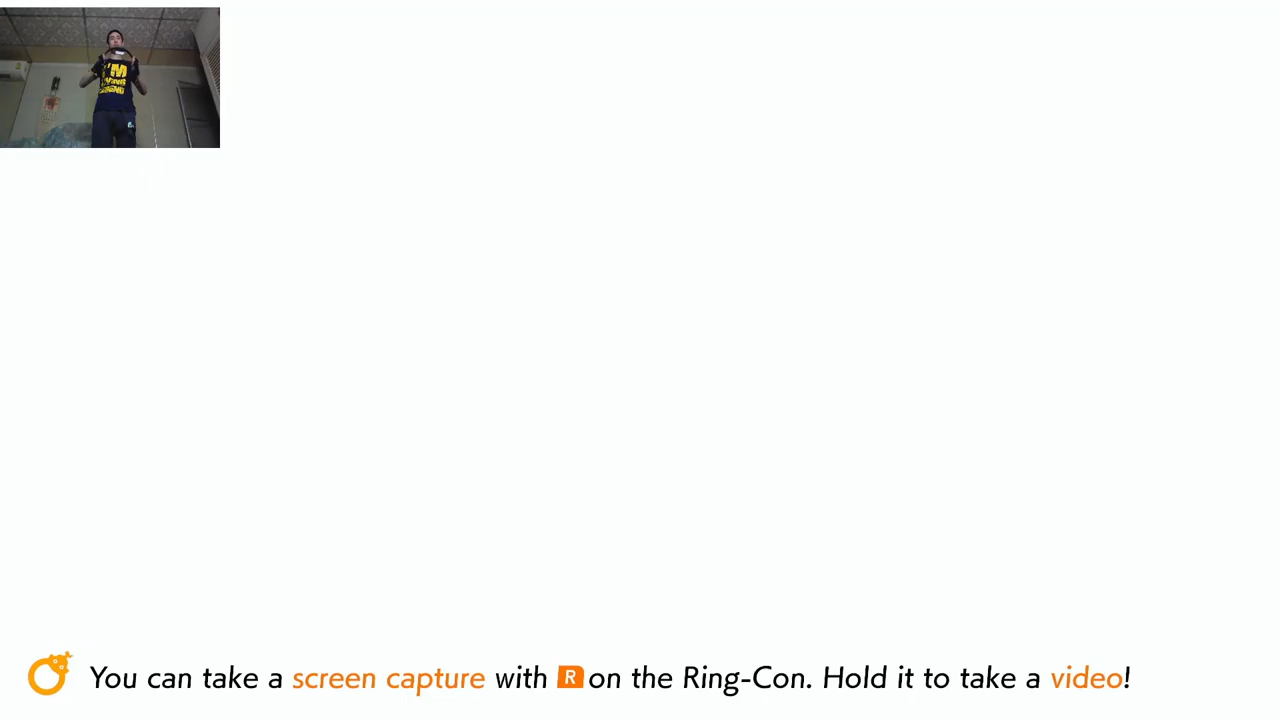 I'M
You can take a screen capture with R on the Ring-Con. Hold it to take a video!